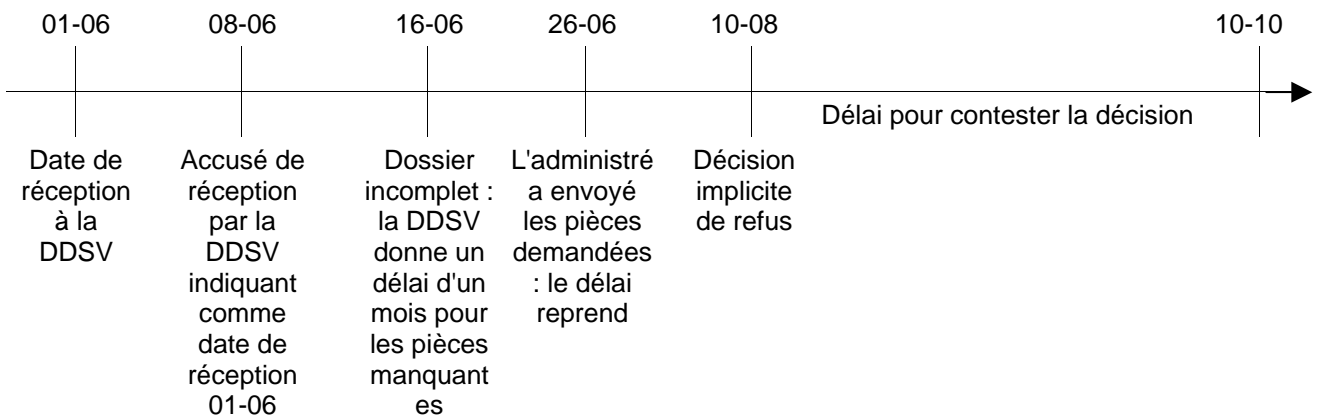 01-06
08-06
16-06
26-06
10-08
10-10
Délai pour contester la décision
Date de
réception
à la
DDSV
Accusé de
réception
par la
DDSV
indiquant
comme
date de
réception
01-06
Dossier
incomplet :
la DDSV
donne un
délai d'un
mois pour
les pièces
manquant
es
L'administré
a envoyé
les pièces
demandées
: le délai
reprend
Décision
implicite
de refus